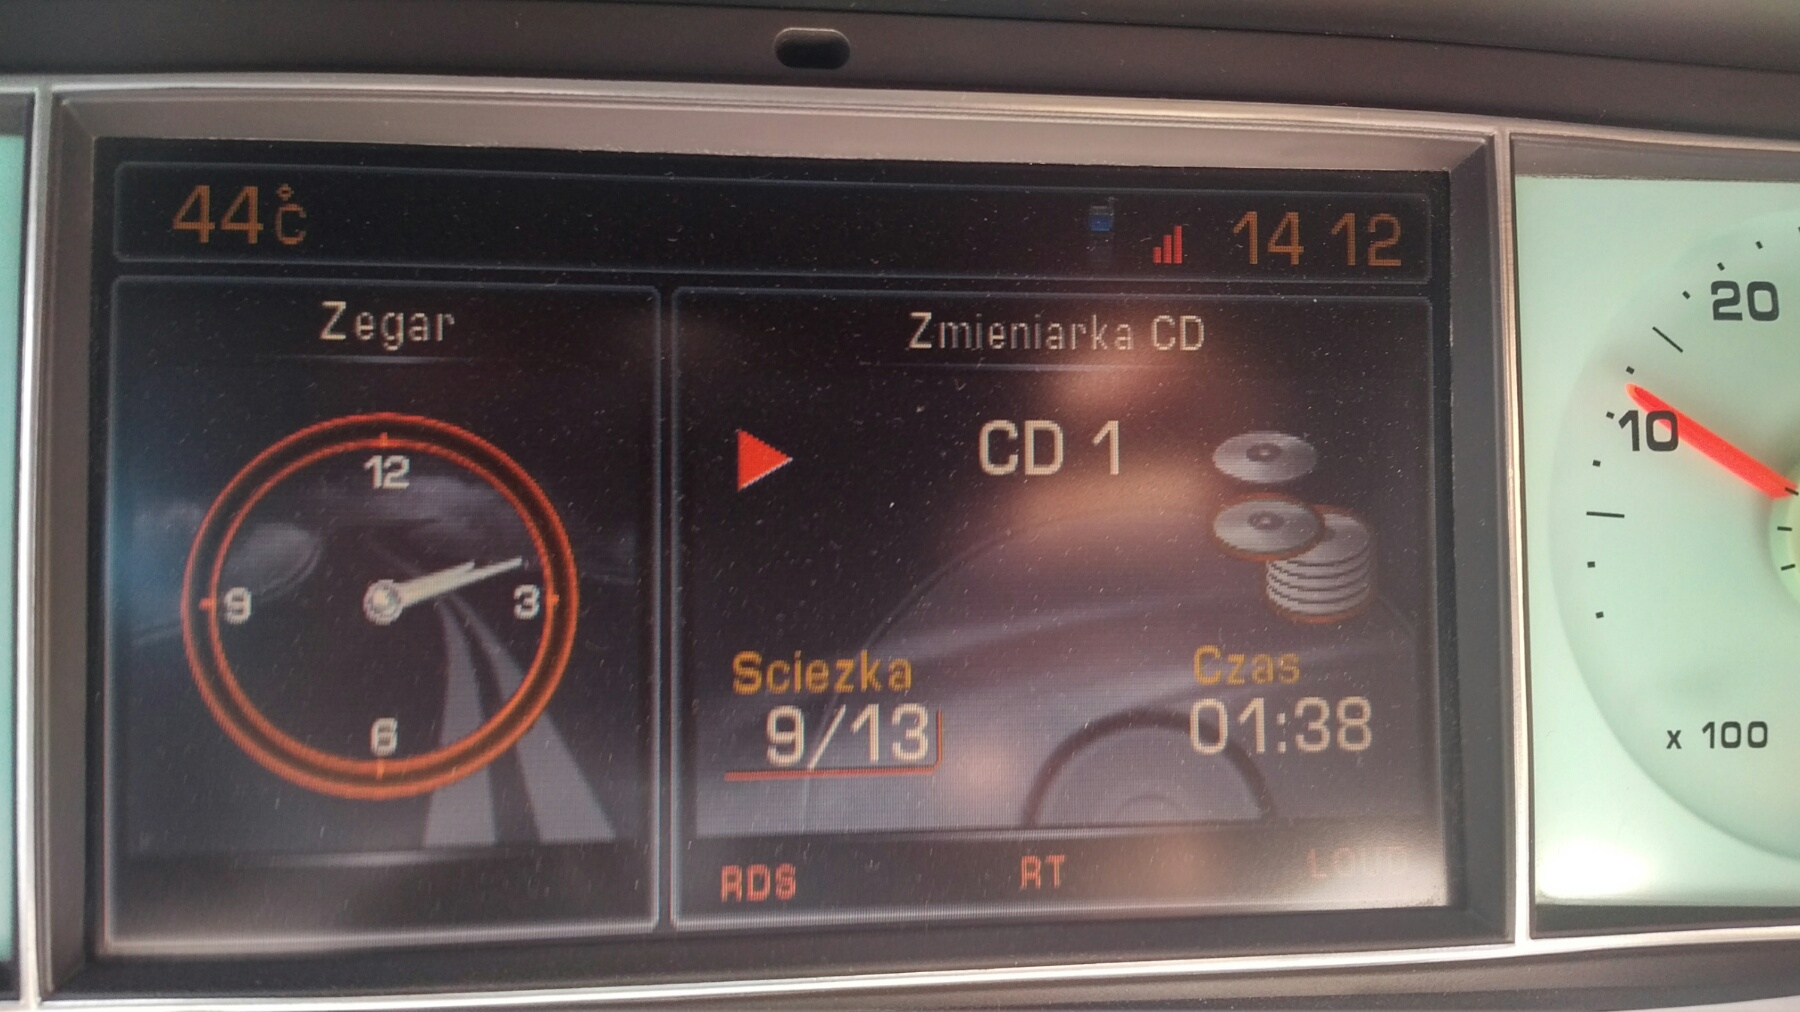 44°C
14 12
Zegar
12
9
3
6
Zmieniarka CD
CD 1
Sciezka
9/13
Czas
01:38
RDS
RT
LOUD
20
10
x 100